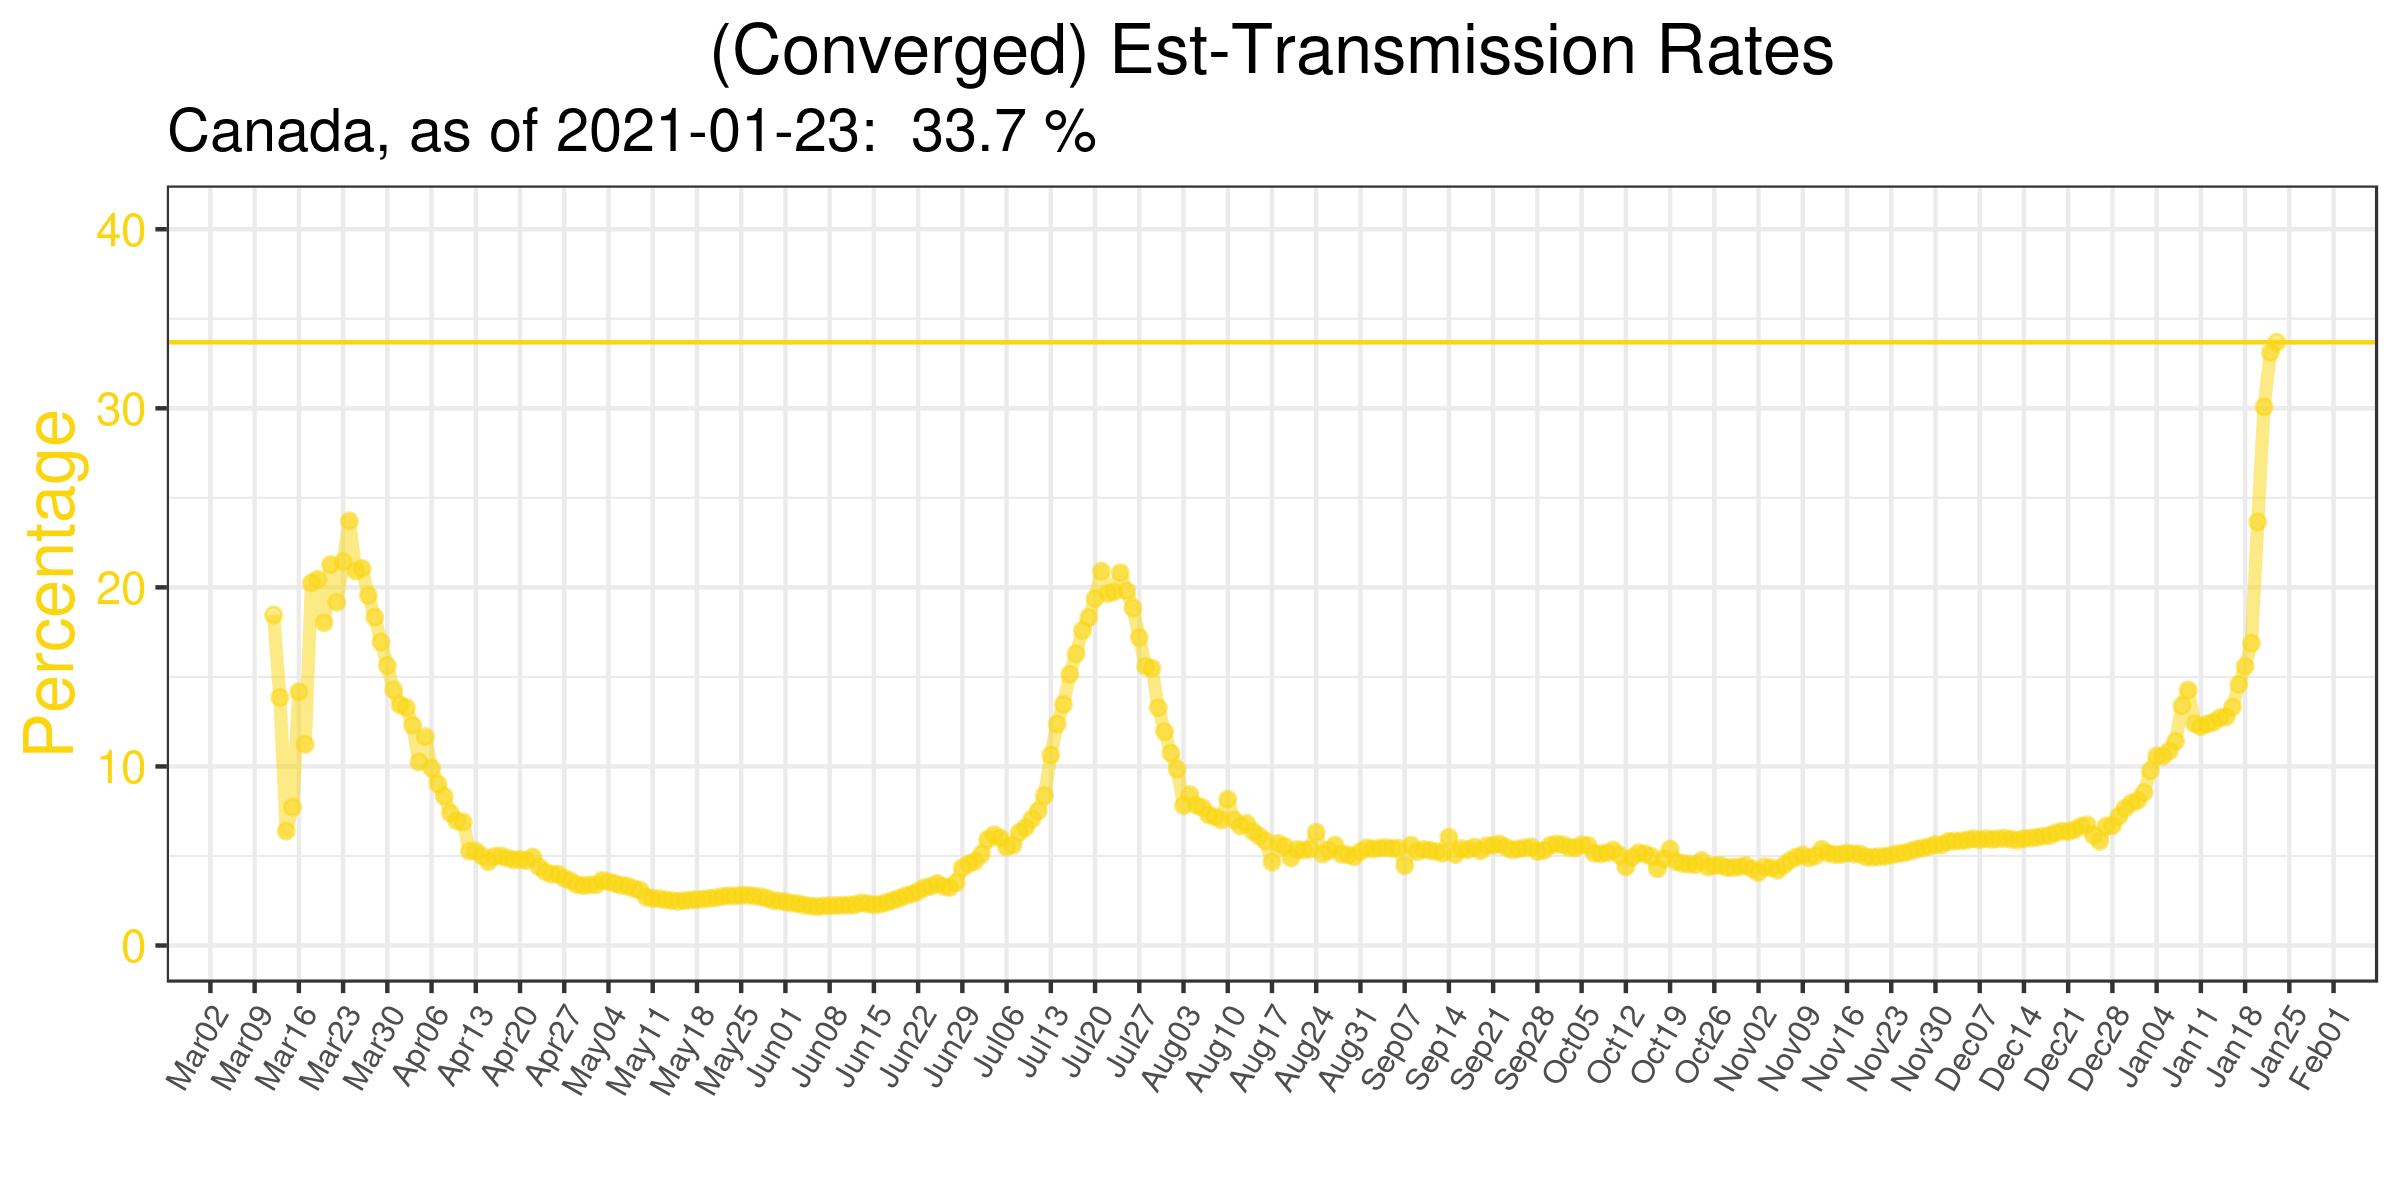 (Converged) Est-Transmission Rates
Canada, as of 2021-01-23:  33.7 %
Percentage
40
30
20
10
0
Mar02
Mar09
Mar16
Mar23
Mar30
Apr06
Apr13
Apr20
Apr27
May04
May11
May18
May25
Jun01
Jun08
Jun15
Jun22
Jun29
Jul06
Jul13
Jul20
Jul27
Aug03
Aug10
Aug17
Aug24
Aug31
Sep07
Sep14
Sep21
Sep28
Oct05
Oct12
Oct19
Oct26
Nov02
Nov09
Nov16
Nov23
Nov30
Dec07
Dec14
Dec21
Dec28
Jan04
Jan11
Jan18
Jan25
Feb01